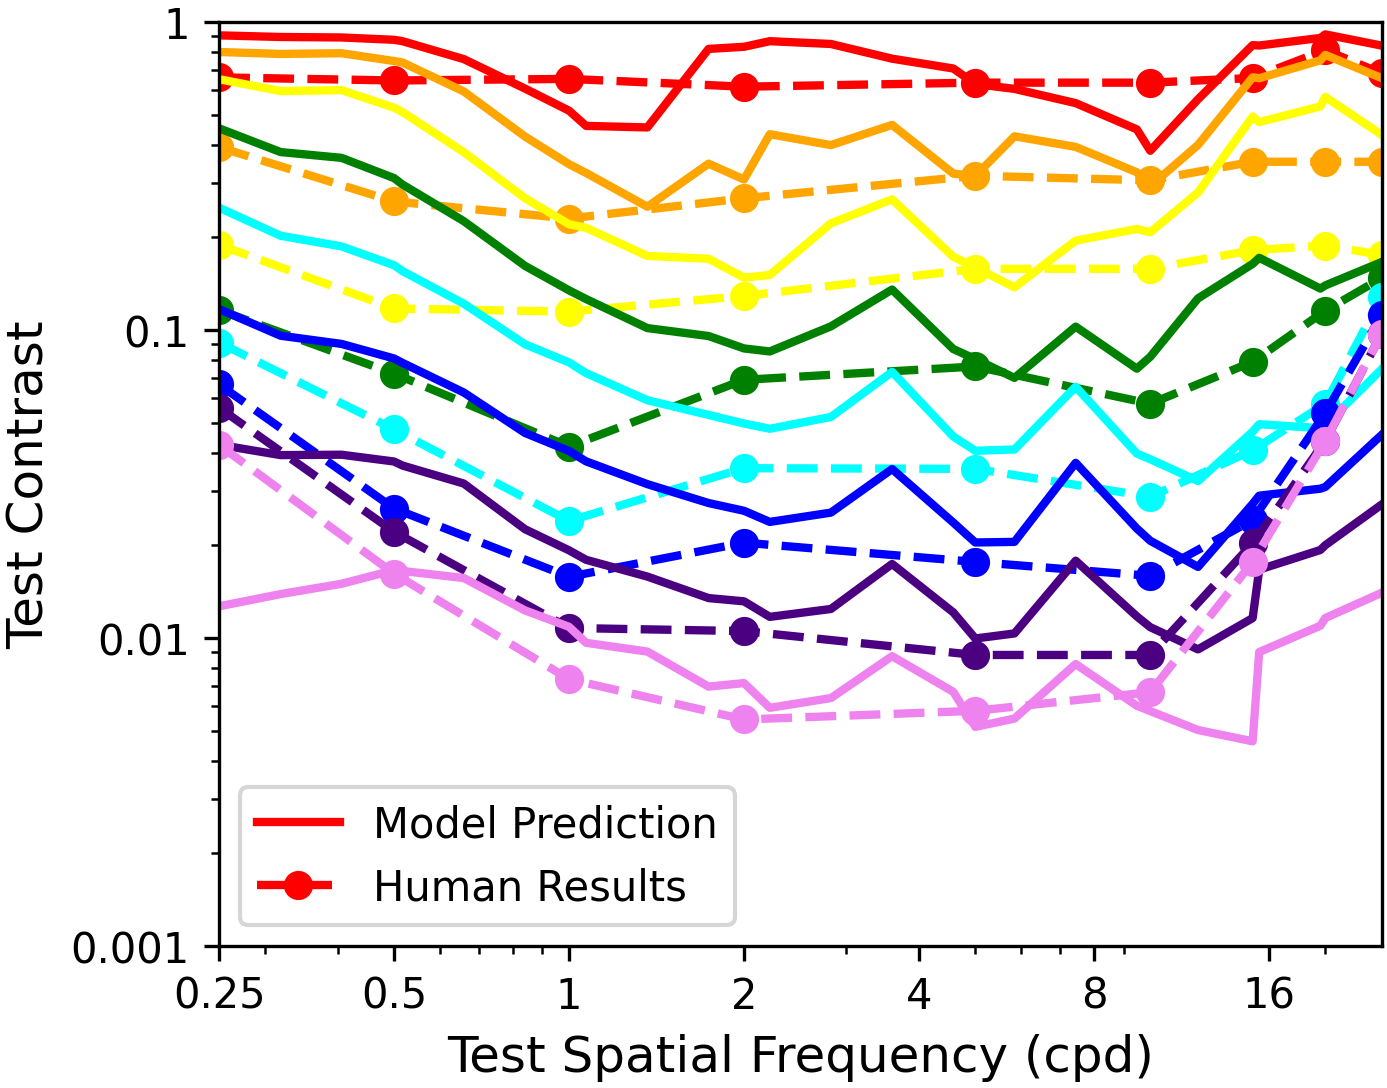 1
0.1
0.01
0.001
Test Contrast
Model Prediction
Human Results
0.25 0.5 1 2 4 8 16
Test Spatial Frequency (cpd)